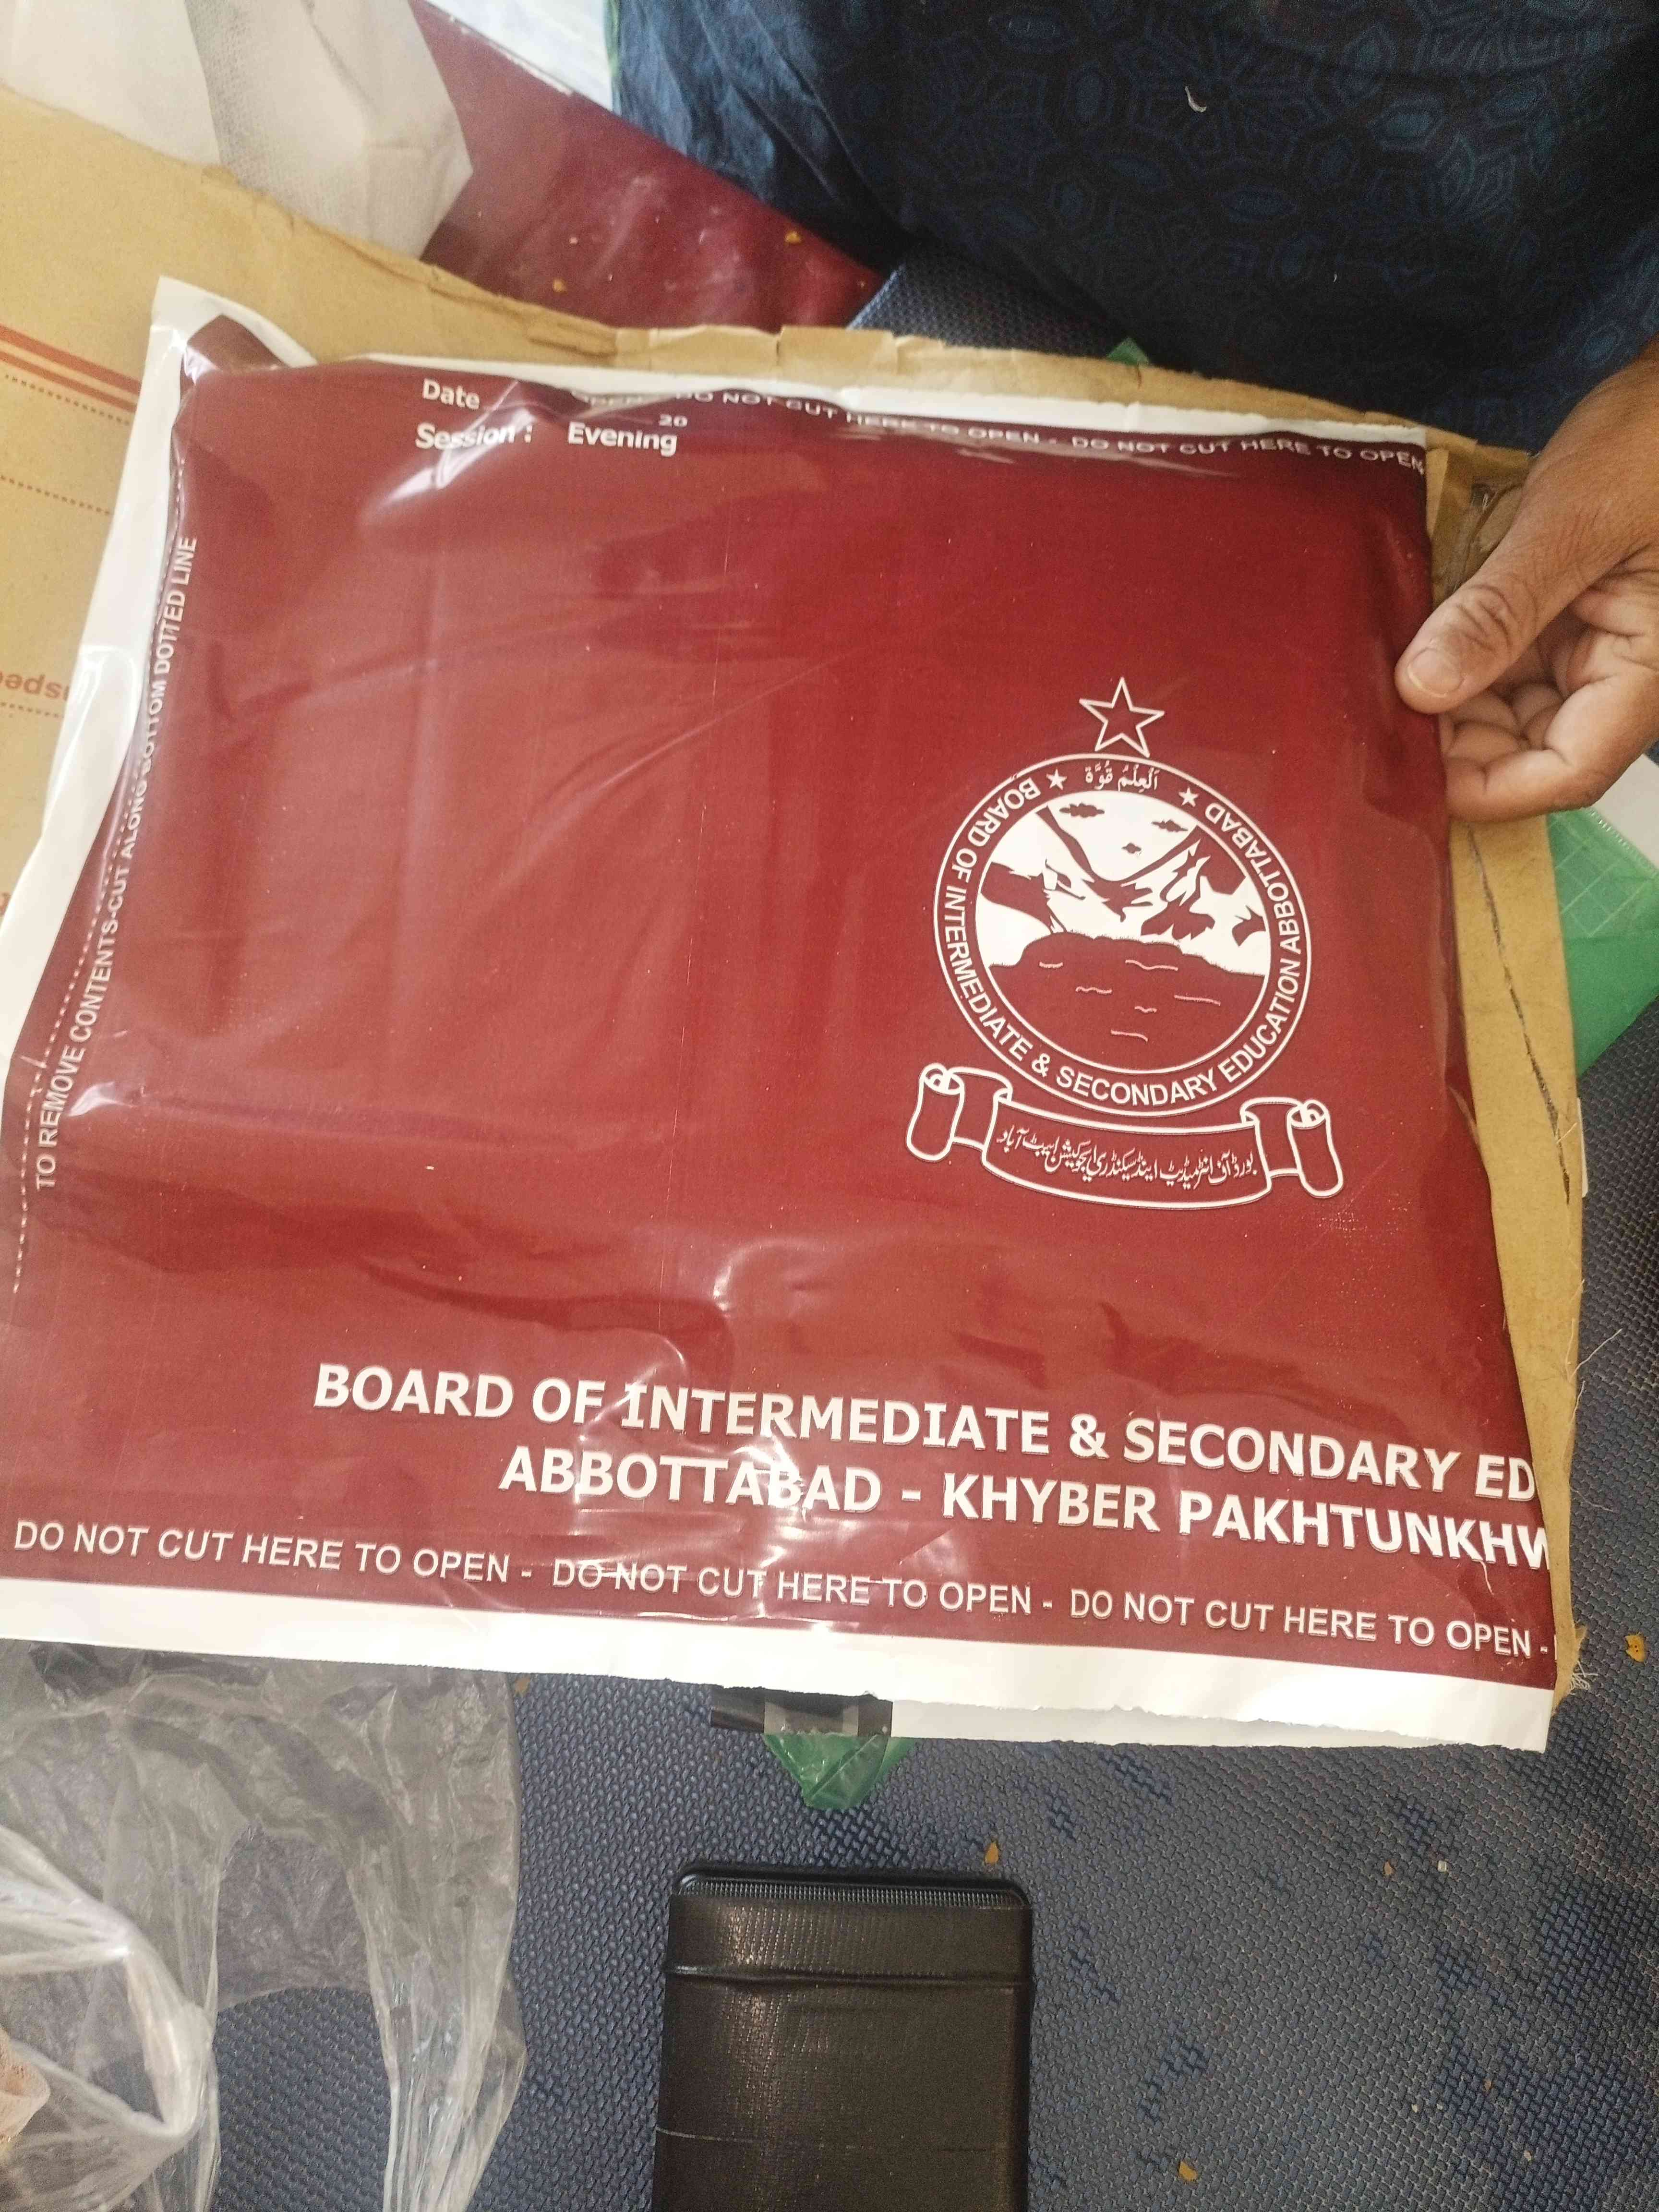 Date
OPEN - DO NOT CUT HERE TO OPEN - DO NOT CUT HERE TO OPEN
20
Session : Evening
TO REMOVE CONTENTS-CUT ALONG BOTTOM DOTTED LINE
اَلْعِلْمُ قُوَّة
BOARD OF INTERMEDIATE & SECONDARY EDUCATION ABBOTTABAD
بورڈ آف انٹرمیڈیٹ اینڈ سیکنڈری ایجوکیشن ایبٹ آباد
BOARD OF INTERMEDIATE & SECONDARY ED
ABBOTTABAD - KHYBER PAKHTUNKHW
DO NOT CUT HERE TO OPEN - DO NOT CUT HERE TO OPEN - DO NOT CUT HERE TO OPEN -